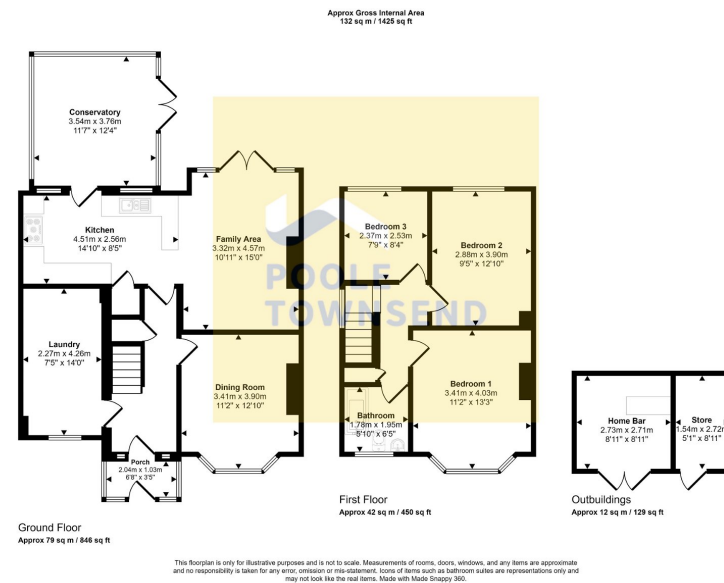 Approx Gross Internal Area
132 sq m / 1425 sq ft
Conservatory
3.54m x 3.76m
11'7" x 12'4"
Kitchen
4.51m x 2.56m
14'10" x 8'5"
Family Area
3.32m x 4.57m
10'11" x 15'0"
Laundry
2.27m x 4.26m
7'5" x 14'0"
Dining Room
3.41m x 3.90m
11'2" x 12'10"
Porch
2.04m x 1.03m
6'8" x 3'5"
Ground Floor
Approx 79 sq m / 846 sq ft
Bedroom 3
2.37m x 2.53m
7'9" x 8'4"
Bedroom 2
2.88m x 3.90m
9'5" x 12'10"
POOLE
TOWNSEND
Bedroom 1
3.41m x 4.03m
11'2" x 13'3"
Bathroom
1.78m x 1.95m
5'10" x 6'5"
First Floor
Approx 42 sq m / 450 sq ft
Home Bar
2.73m x 2.71m
8'11" x 8'11"
Store
1.54m x 2.72m
5'1" x 8'11"
Outbuildings
Approx 12 sq m / 129 sq ft
This floorplan is only for illustrative purposes and is not to scale. Measurements of rooms, doors, windows, and any items are approximate
and no responsibility is taken for any error, omission or mis-statement. Icons of items such as bathroom suites are representations only and
may not look like the real items. Made with Made Snappy 360.